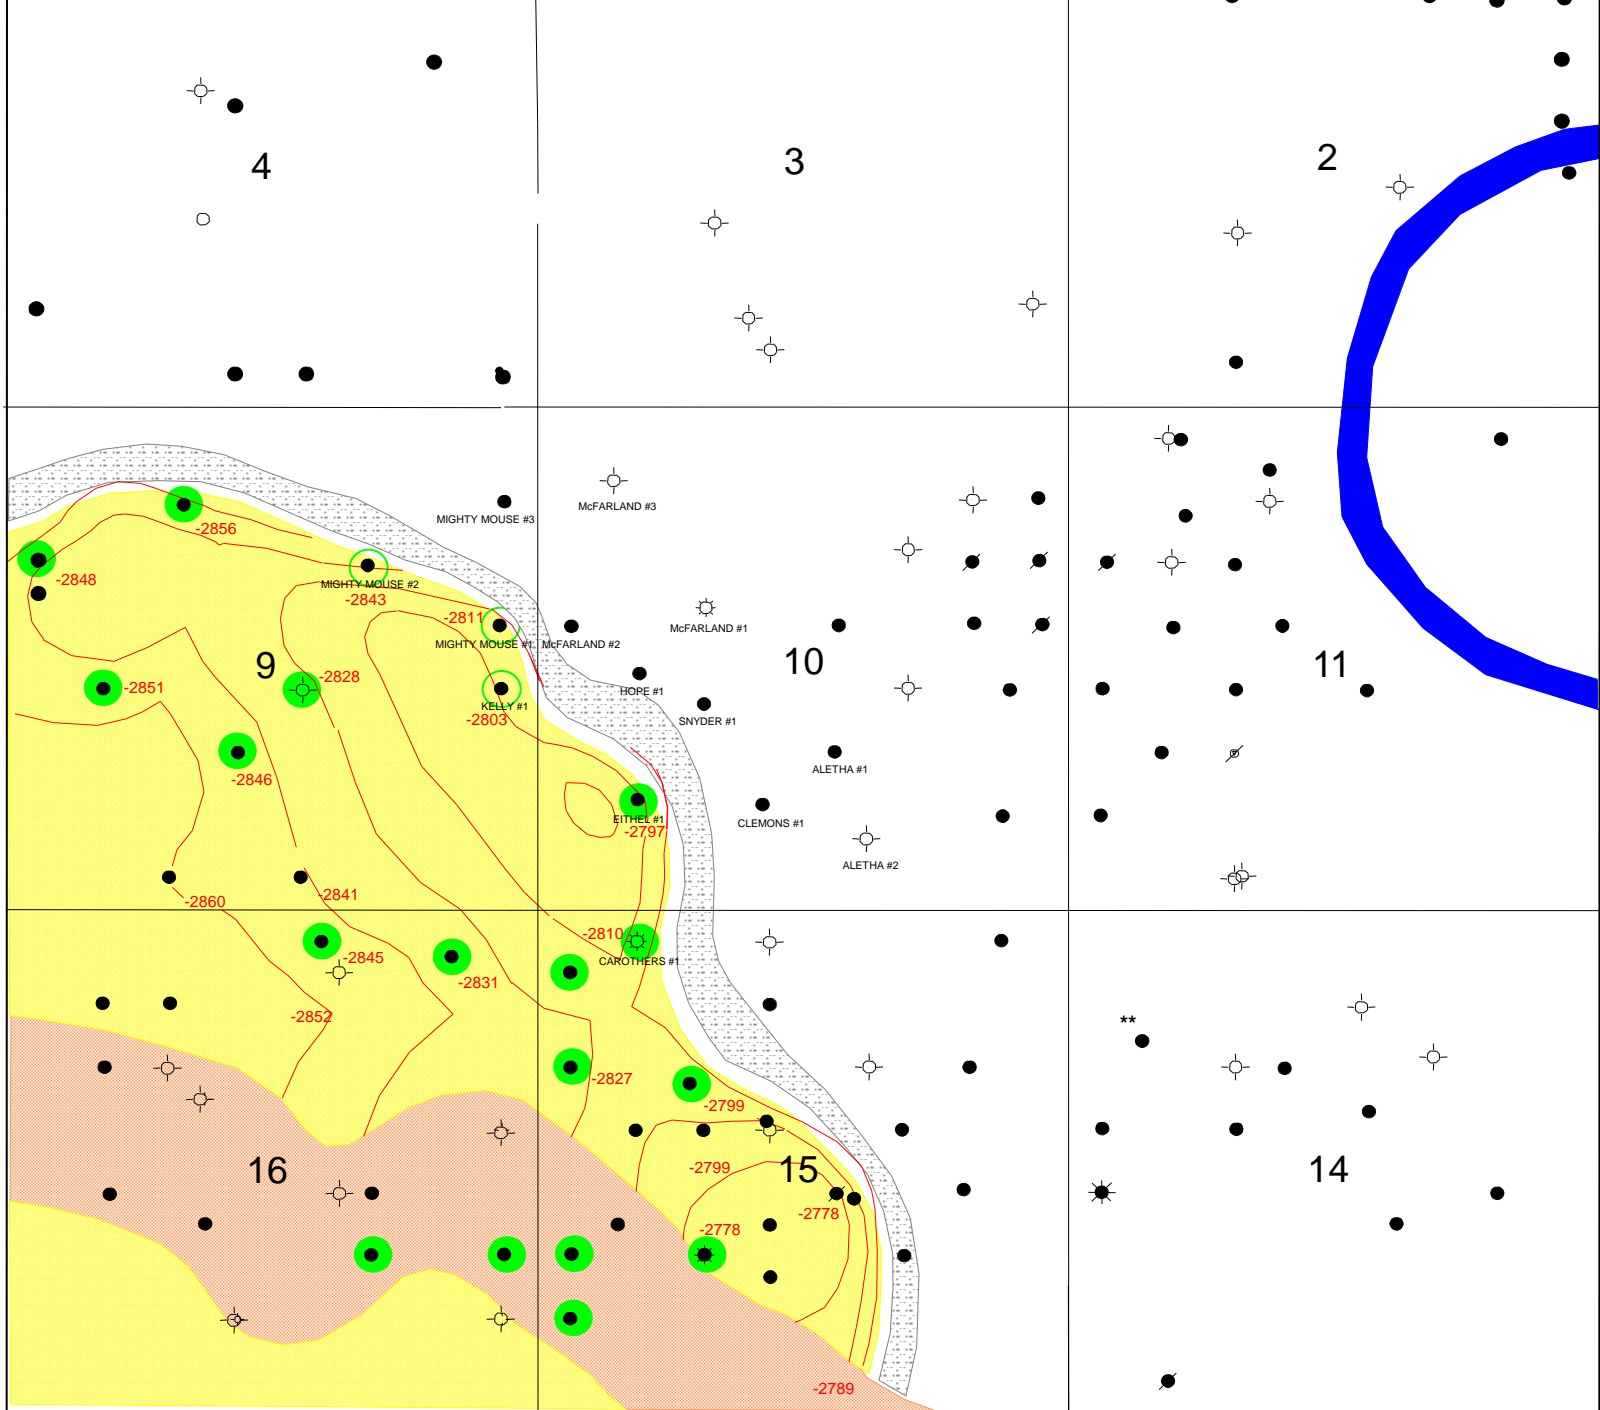 4
3
2
MIGHTY MOUSE #3
McFARLAND #3
-2856
-2848
MIGHTY MOUSE #2
-2843
-2811
MIGHTY MOUSE #1
McFARLAND #2
McFARLAND #1
9
10
11
-2851
-2828
HOPE #1
KELLY #1
-2803
SNYDER #1
-2846
ALETHA #1
EITHEL #1
-2797
CLEMONS #1
ALETHA #2
-2841
-2860
-2810
-2845
CAROTHERS #1
-2831
-2852
**
-2827
-2799
-2799
16
15
14
-2778
-2778
-2789